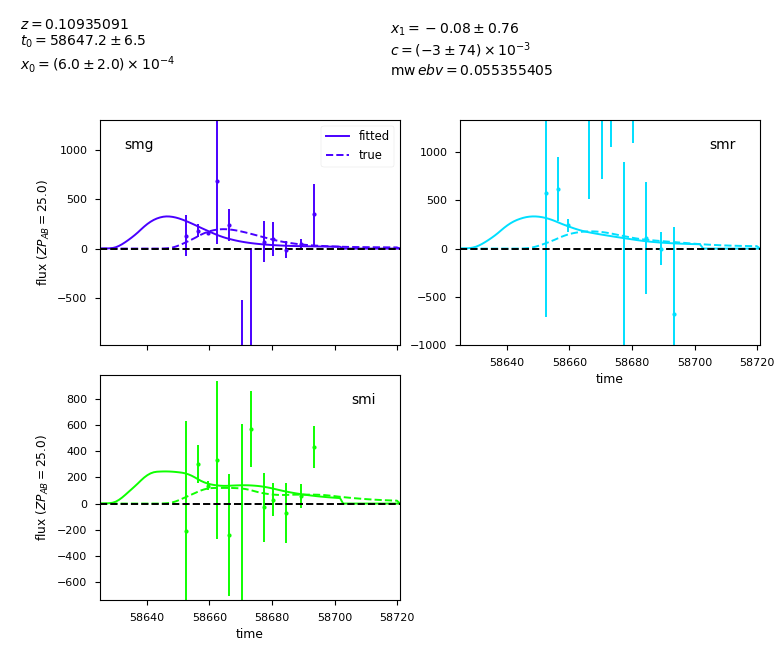 z = 0.10935091
t₀ = 58647.2 ± 6.5
x₀ = (6.0 ± 2.0) × 10⁻⁴
x₁ = −0.08 ± 0.76
c = (−3 ± 74) × 10⁻³
mw ebv = 0.055355405
smg
fitted
true
1000
500
0
−500
flux (ZP_AB = 25.0)
smr
1000
500
0
−500
−1000
58640 58660 58680 58700 58720
time
smi
800
600
400
200
0
−200
−400
−600
flux (ZP_AB = 25.0)
58640 58660 58680 58700 58720
time